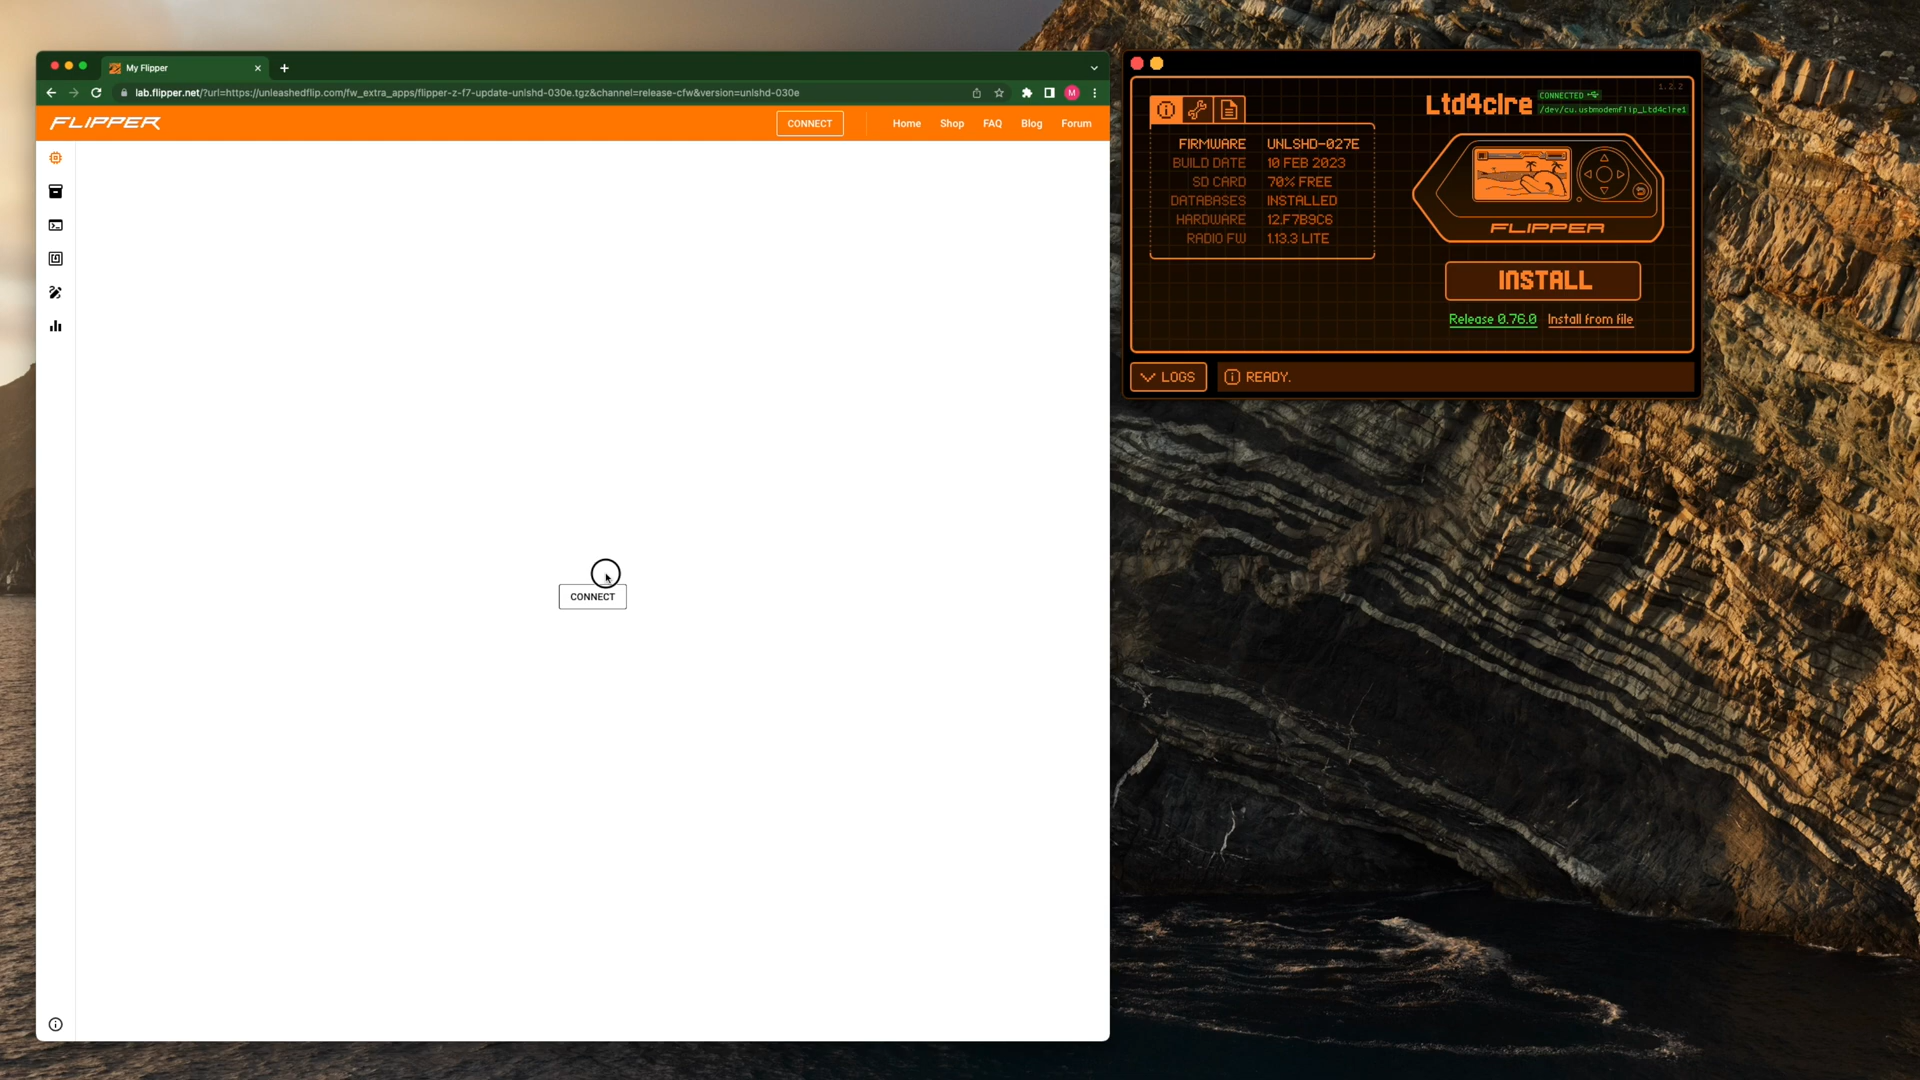 My Flipper
lab.flipper.net/?url=https://unleashedflip.com/fw_extra_apps/flipper-z-f7-update-unlshd-030e.tgz&channel=release-cfw&version=unlshd-030e
M
FLIPPER
CONNECT
Home
Shop
FAQ
Blog
Forum
CONNECT
1.2.2
Ltd4clre
CONNECTED
/dev/cu.usbmodemflip_Ltd4clre1
FIRMWARE UNLSHD-027E
BUILD DATE 10 FEB 2023
SD CARD 70% FREE
DATABASES INSTALLED
HARDWARE 12.F7B9C6
RADIO FW 1.13.3 LITE
FLIPPER
INSTALL
Release 0.76.0 Install from file
LOGS
READY.